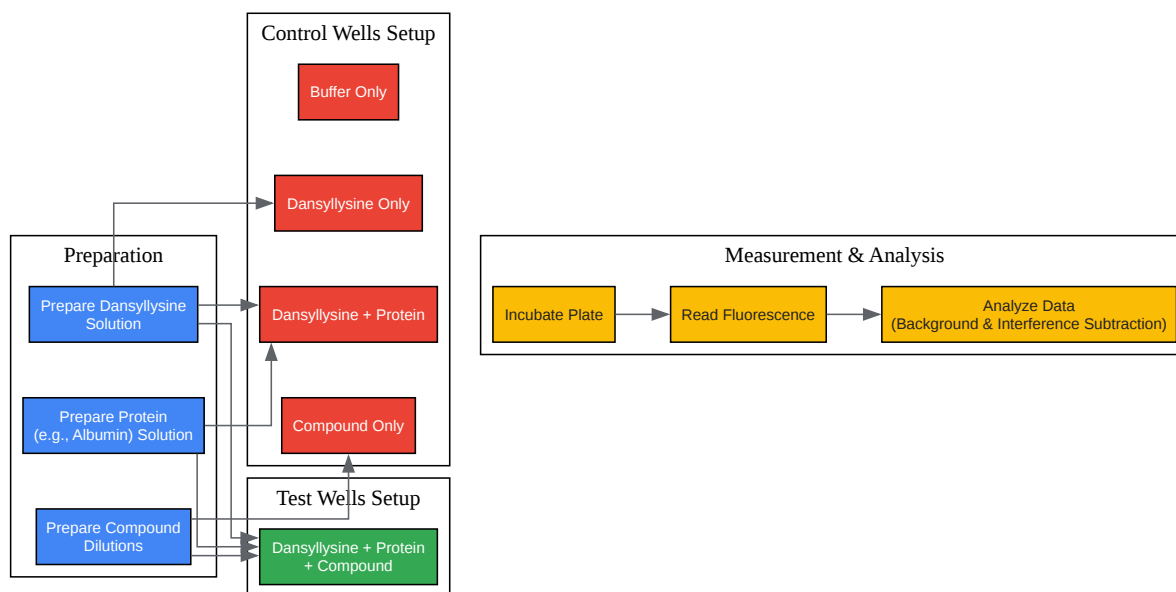 Control Wells Setup
Buffer Only
Dansyllysine Only
Dansyllysine + Protein
Compound Only
Preparation
Prepare Dansyllysine
Solution
Prepare Protein
(e.g., Albumin) Solution
Prepare Compound
Dilutions
Test Wells Setup
Dansyllysine + Protein
+ Compound
Measurement & Analysis
Incubate Plate
Read Fluorescence
Analyze Data
(Background & Interference Subtraction)